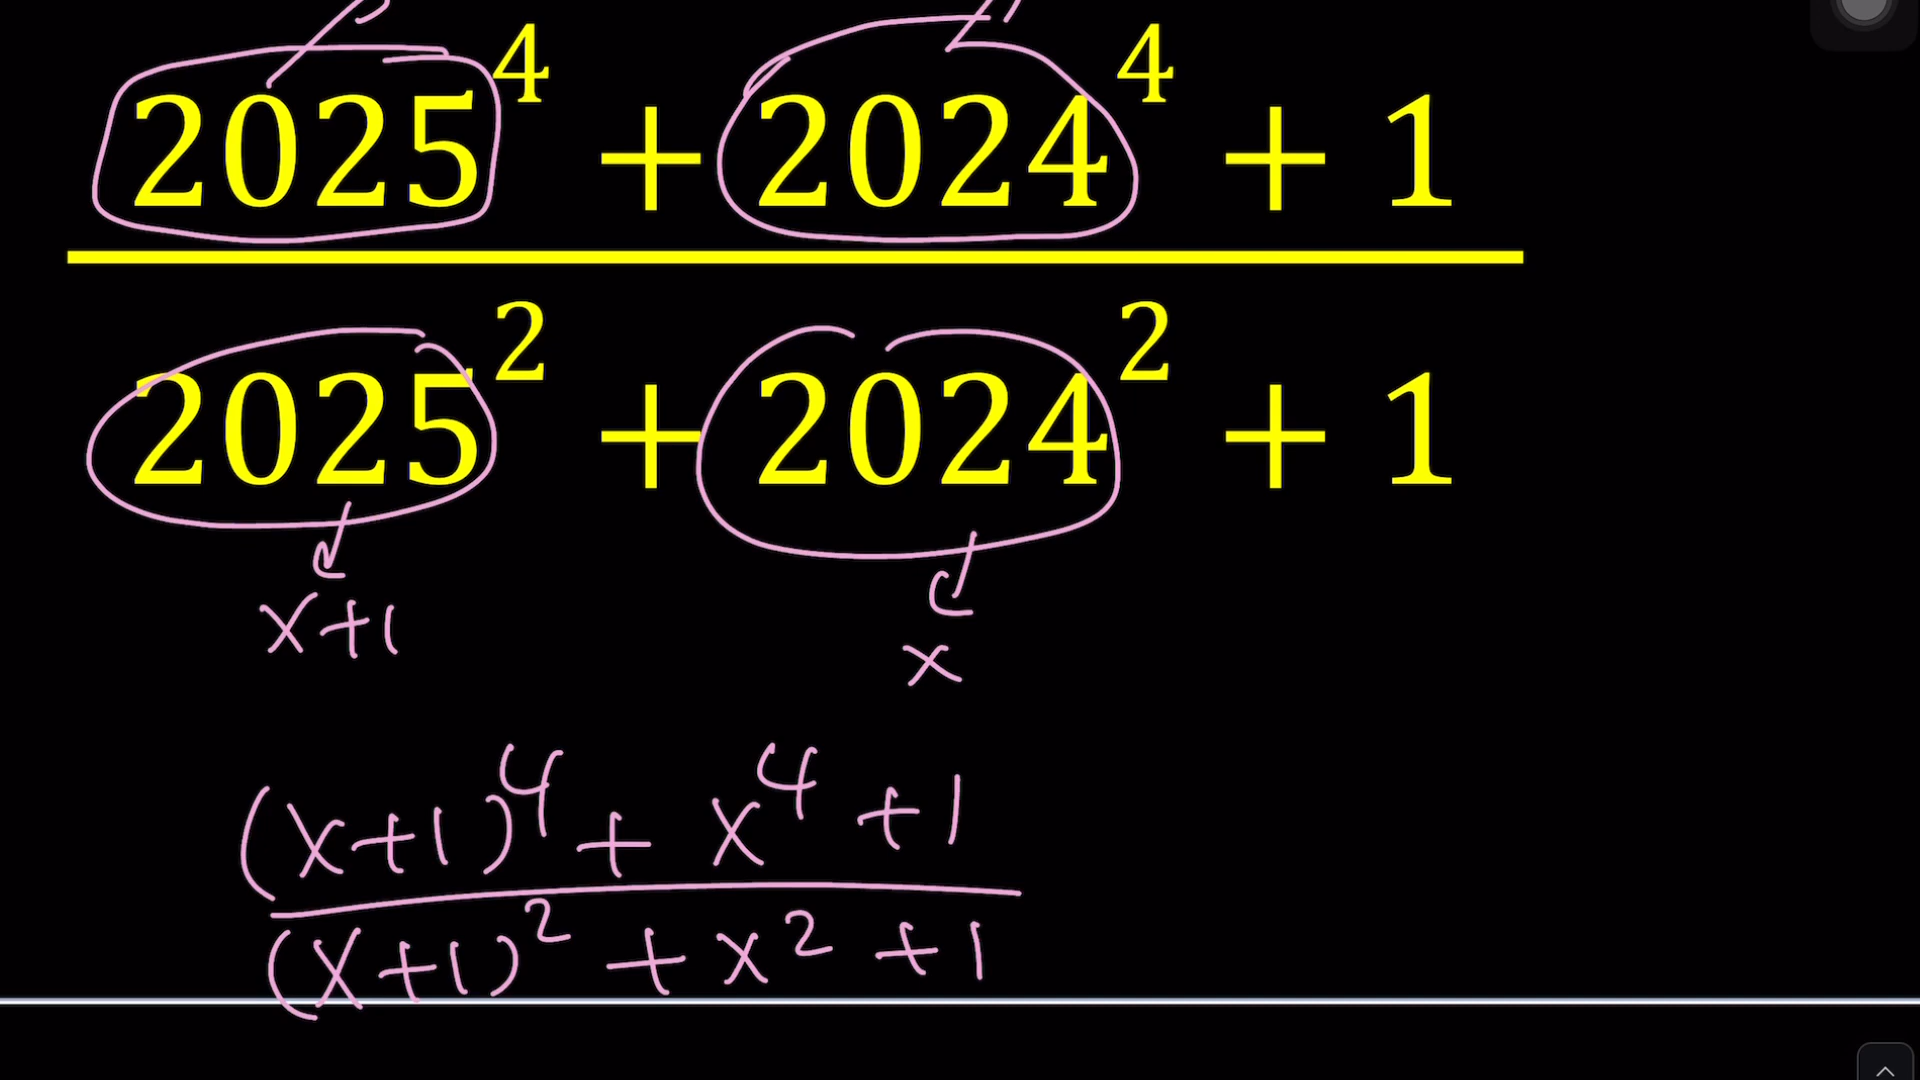 2025⁴ + 2024⁴ + 1
2025² + 2024² + 1
x+1
x
(x+1)⁴ + x⁴ + 1
(x+1)² + x² + 1